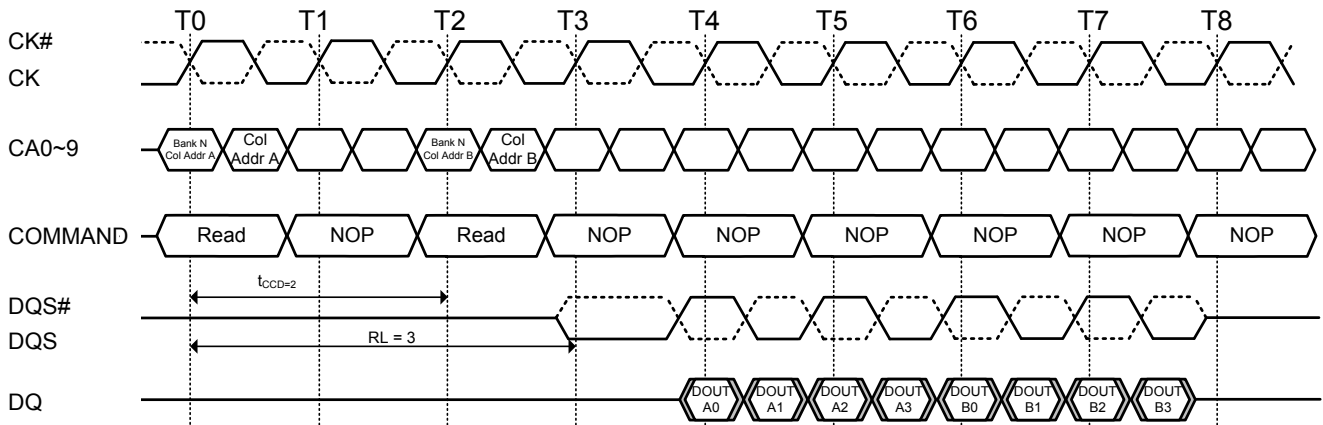 T0 T1 T2 T3 T4 T5 T6 T7 T8
CK#
CK
CA0~9
Bank N
Col Addr A
Col
Addr A
Bank N
Col Addr B
Col
Addr B
COMMAND Read NOP Read NOP NOP NOP NOP NOP NOP
tCCD=2
DQS#
DQS
RL = 3
DQ
DOUT
A0
DOUT
A1
DOUT
A2
DOUT
A3
DOUT
B0
DOUT
B1
DOUT
B2
DOUT
B3